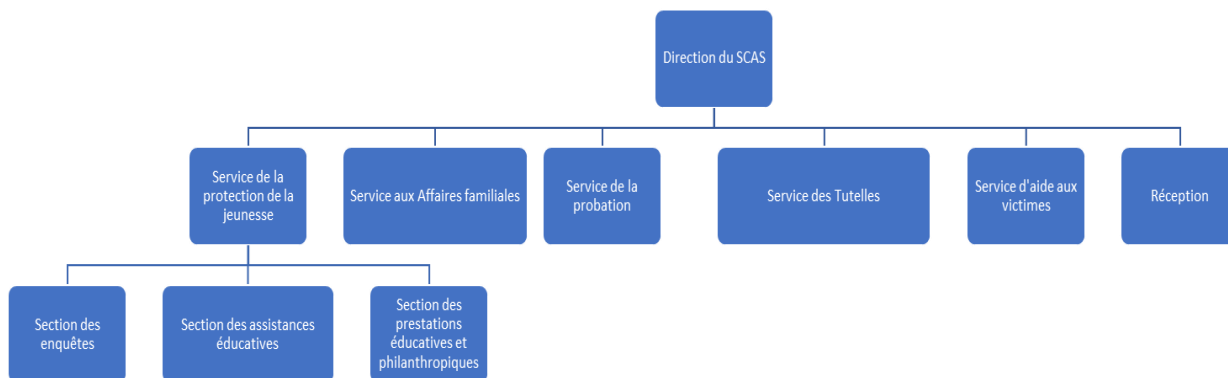 Direction du SCAS
Service de la
protection de la
jeunesse
Service aux Affaires familiales
Service de la
probation
Service des Tutelles
Service d'aide aux
victimes
Réception
Section des
enquêtes
Section des assistances
éducatives
Section des
prestations
éducatives et
philanthropiques